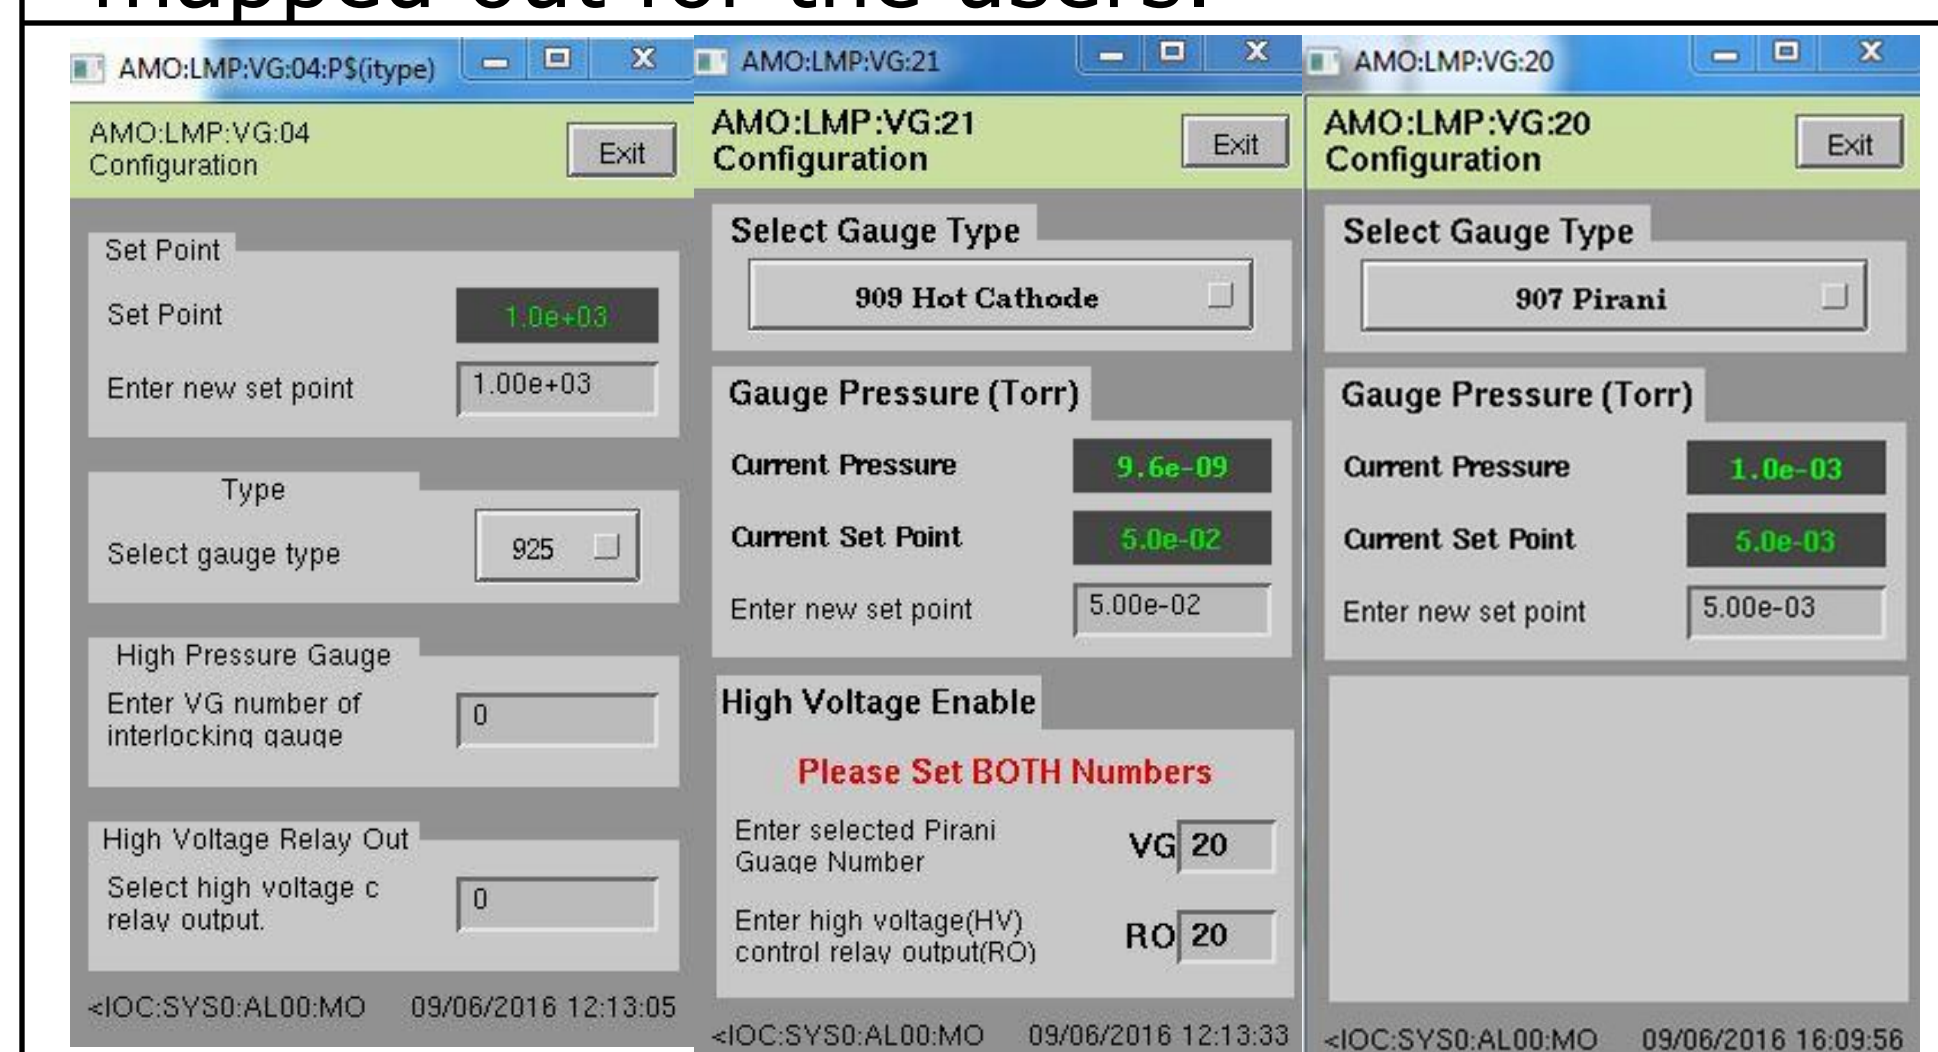 mapped out for the users.
AMO:LMP:VG:04:P$(itype)
AMO:LMP:VG:04
Configuration
Exit
Set Point
Set Point
1.0e+03
Enter new set point
1.00e+03
Type
Select gauge type
925
High Pressure Gauge
Enter VG number of
interlocking gauge
0
High Voltage Relay Out
Select high voltage c
relay output.
0
<IOC:SYS0:AL00:MO 09/06/2016 12:13:05
AMO:LMP:VG:21
AMO:LMP:VG:21
Configuration
Exit
Select Gauge Type
909 Hot Cathode
Gauge Pressure (Torr)
Current Pressure
9.6e-09
Current Set Point
5.0e-02
Enter new set point
5.00e-02
High Voltage Enable
Please Set BOTH Numbers
Enter selected Pirani
Guage Number
VG 20
Enter high voltage(HV)
control relay output(RO)
RO 20
<IOC:SYS0:AL00:MO 09/06/2016 12:13:33
AMO:LMP:VG:20
AMO:LMP:VG:20
Configuration
Exit
Select Gauge Type
907 Pirani
Gauge Pressure (Torr)
Current Pressure
1.0e-03
Current Set Point
5.0e-03
Enter new set point
5.00e-03
<IOC:SYS0:AL00:MO 09/06/2016 16:09:56